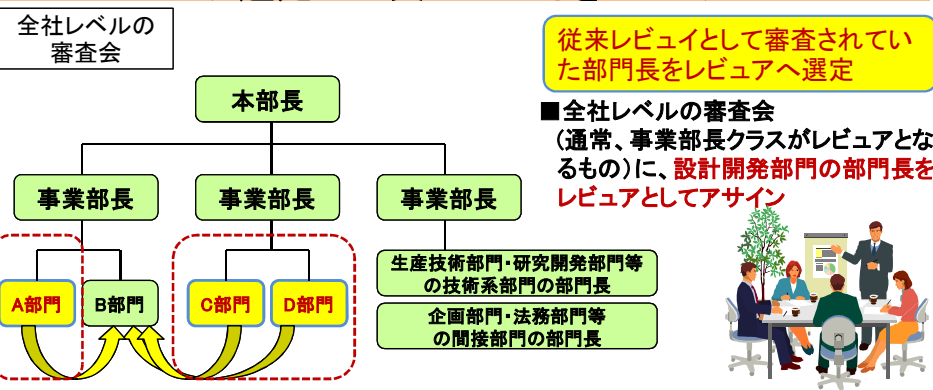 全社レベルの
審査会
従来レビュイとして審査されてい
た部門長をレビュアへ選定
■全社レベルの審査会
(通常、事業部長クラスがレビュアとな
るもの)に、設計開発部門の部門長を
レビュアとしてアサイン
本部長
事業部長
事業部長
事業部長
A部門
B部門
C部門
D部門
生産技術部門・研究開発部門等
の技術系部門の部門長
企画部門・法務部門等
の間接部門の部門長